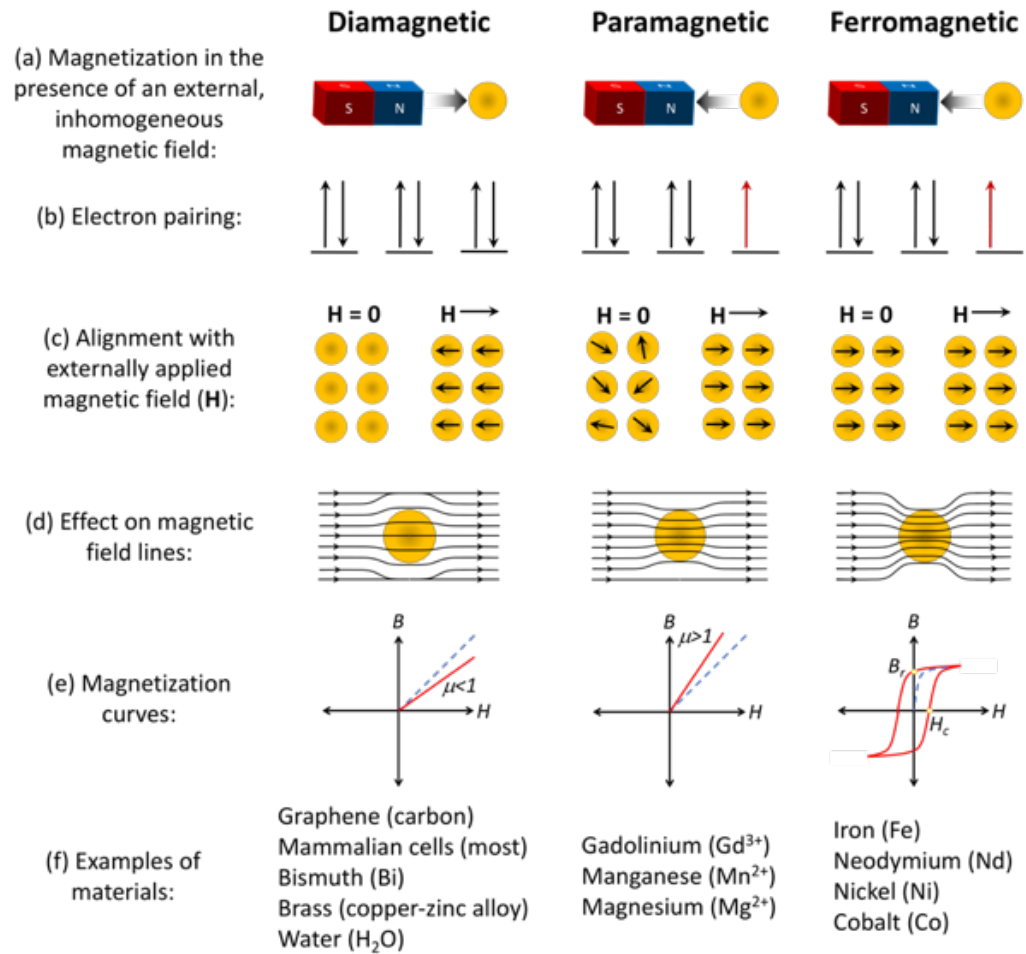 Diamagnetic
Paramagnetic
Ferromagnetic
(a) Magnetization in the
presence of an external,
inhomogeneous
magnetic field:
S N
S N
S N
S N
S N
S N
(b) Electron pairing:
(c) Alignment with
externally applied
magnetic field (H):
H = 0
H
H = 0
H
H = 0
H
(d) Effect on magnetic
field lines:
(e) Magnetization
curves:
B
μ<1
H
B
μ>1
H
B
Bᵣ
H
H꜀
(f) Examples of
materials:
Graphene (carbon)
Mammalian cells (most)
Bismuth (Bi)
Brass (copper-zinc alloy)
Water (H₂O)
Gadolinium (Gd³⁺)
Manganese (Mn²⁺)
Magnesium (Mg²⁺)
Iron (Fe)
Neodymium (Nd)
Nickel (Ni)
Cobalt (Co)